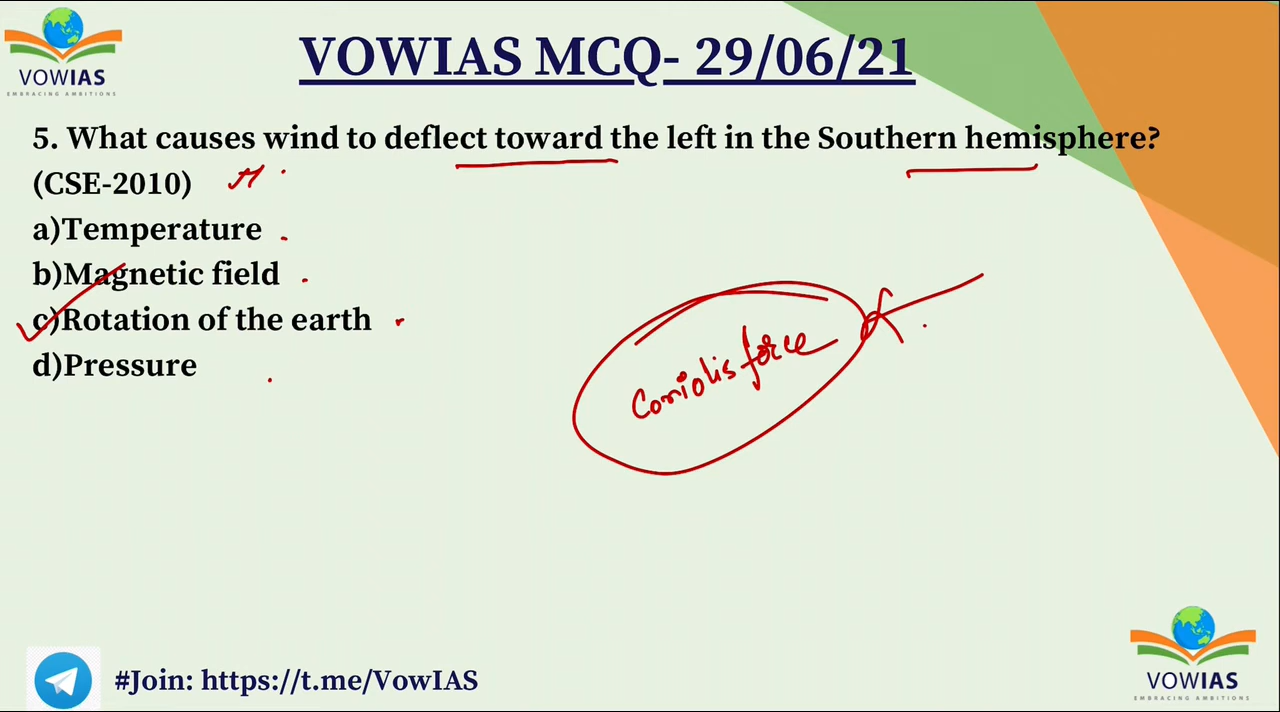 VOWIAS
EMBRACING AMBITIONS
VOWIAS MCQ- 29/06/21
5. What causes wind to deflect toward the left in the Southern hemisphere?
(CSE-2010)
a)Temperature
b)Magnetic field
c)Rotation of the earth
d)Pressure
Coriolis force
#Join: https://t.me/VowIAS
VOWIAS
EMBRACING AMBITIONS